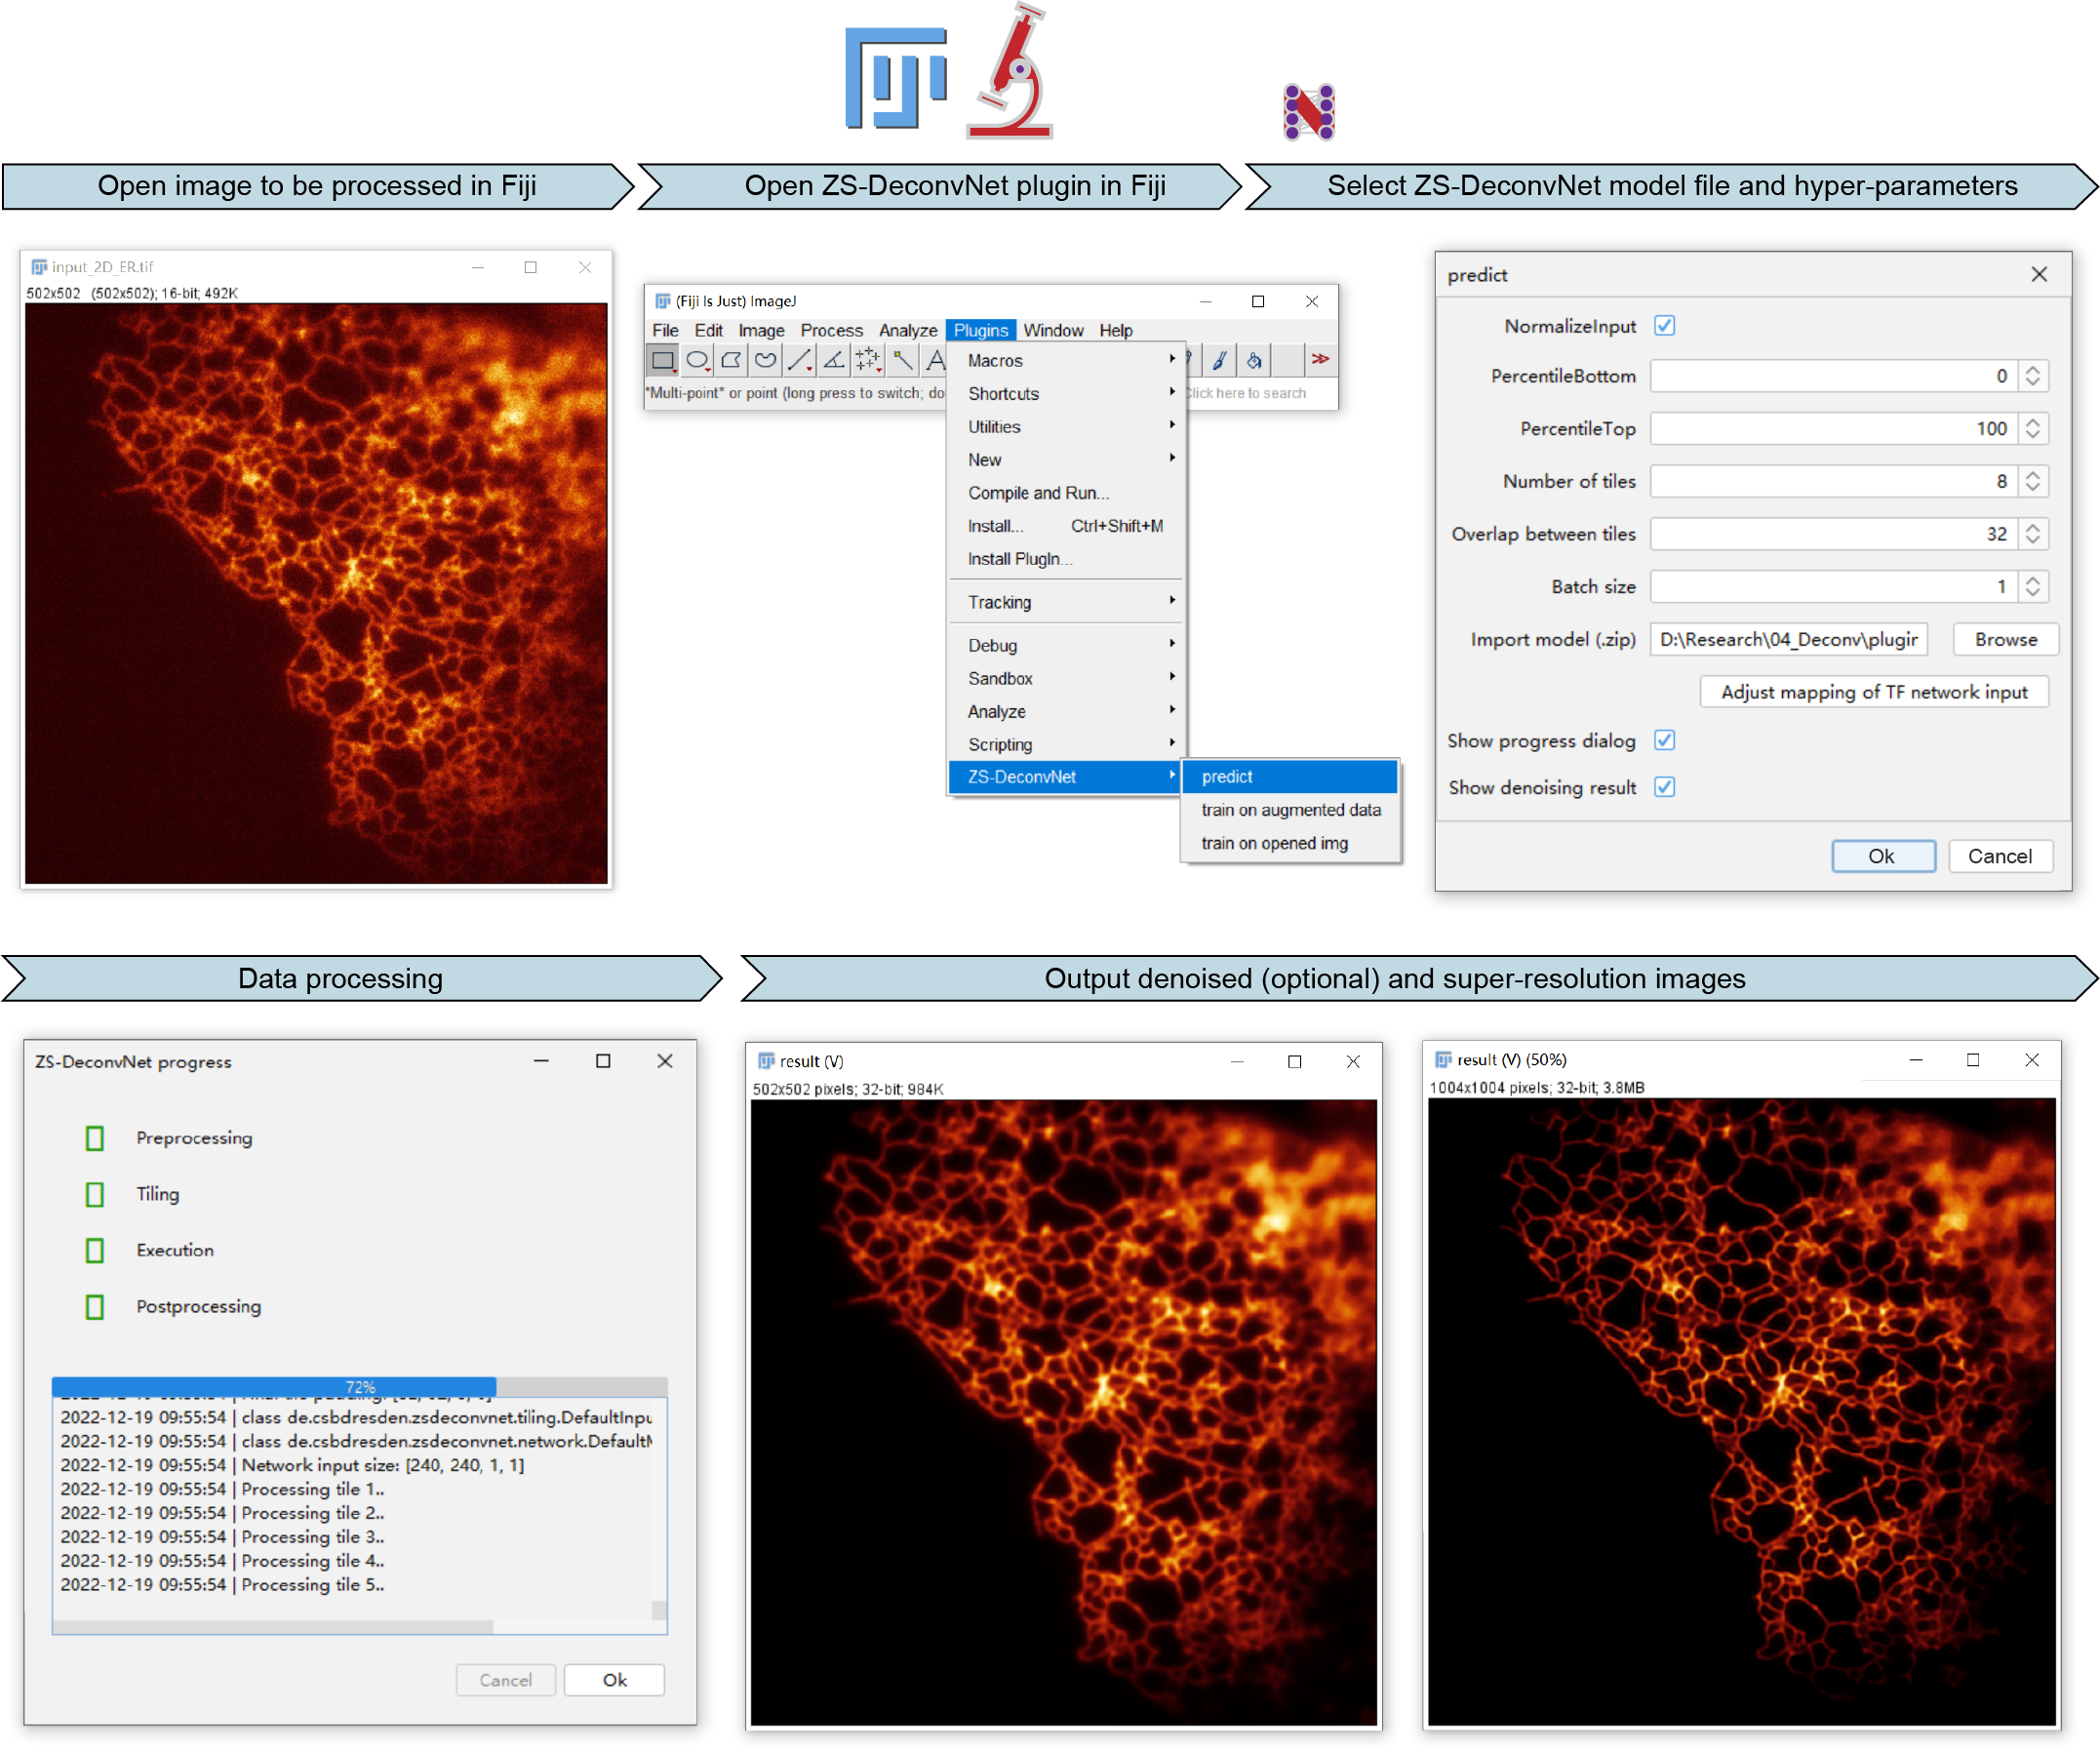 Open image to be processed in Fiji
Open ZS-DeconvNet plugin in Fiji
Select ZS-DeconvNet model file and hyper-parameters
input_2D_ER.tif
502x502 (502x502); 16-bit; 492K
(Fiji Is Just) ImageJ
File Edit Image Process Analyze Plugins Window Help
*Multi-point* or point (long press to switch;
Click here to search
Macros
Shortcuts
Utilities
New
Compile and Run...
Install... Ctrl+Shift+M
Install PlugIn...
Tracking
Debug
Sandbox
Analyze
Scripting
ZS-DeconvNet
predict
train on augmented data
train on opened img
predict
NormalizeInput
PercentileBottom 0
PercentileTop 100
Number of tiles 8
Overlap between tiles 32
Batch size 1
Import model (.zip) D:\Research\04_Deconv\plugin Browse
Adjust mapping of TF network input
Show progress dialog
Show denoising result
Ok Cancel
Data processing
Output denoised (optional) and super-resolution images
ZS-DeconvNet progress
Preprocessing
Tiling
Execution
Postprocessing
72%
2022-12-19 09:55:54 | class de.csbdresden.zsdeconvnet.tiling.DefaultInpu
2022-12-19 09:55:54 | class de.csbdresden.zsdeconvnet.network.DefaultM
2022-12-19 09:55:54 | Network input size: [240, 240, 1, 1]
2022-12-19 09:55:54 | Processing tile 1..
2022-12-19 09:55:54 | Processing tile 2..
2022-12-19 09:55:54 | Processing tile 3..
2022-12-19 09:55:54 | Processing tile 4..
2022-12-19 09:55:54 | Processing tile 5..
Cancel Ok
result (V)
502x502 pixels; 32-bit; 984K
result (V) (50%)
1004x1004 pixels; 32-bit; 3.8MB